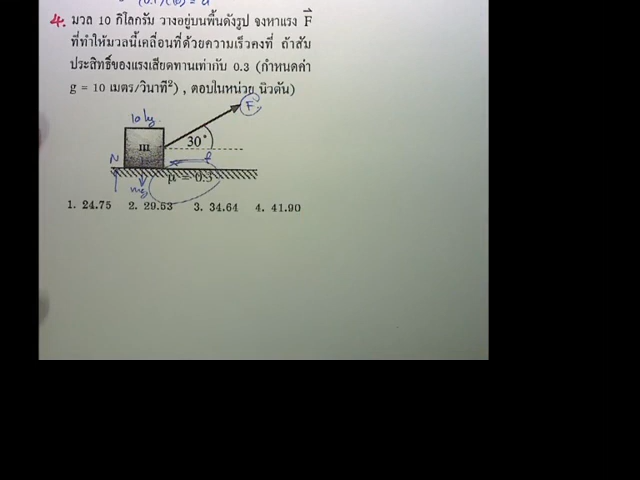 (0.1)(10) = a
4. มวล 10 กิโลกรัม วางอยู่บนพื้นดังรูป จงหาแรง F
ที่ทำให้มวลนี้เคลื่อนที่ด้วยความเร็วคงที่ ถ้าสัม
ประสิทธิ์ของแรงเสียดทานเท่ากับ 0.3 (กำหนดค่า
g = 10 เมตร/วินาที²) , ตอบในหน่วย นิวตัน)
10 kg
F
m
30°
N
f
mg
μ = 0.3
1. 24.75 2. 29.53 3. 34.64 4. 41.90